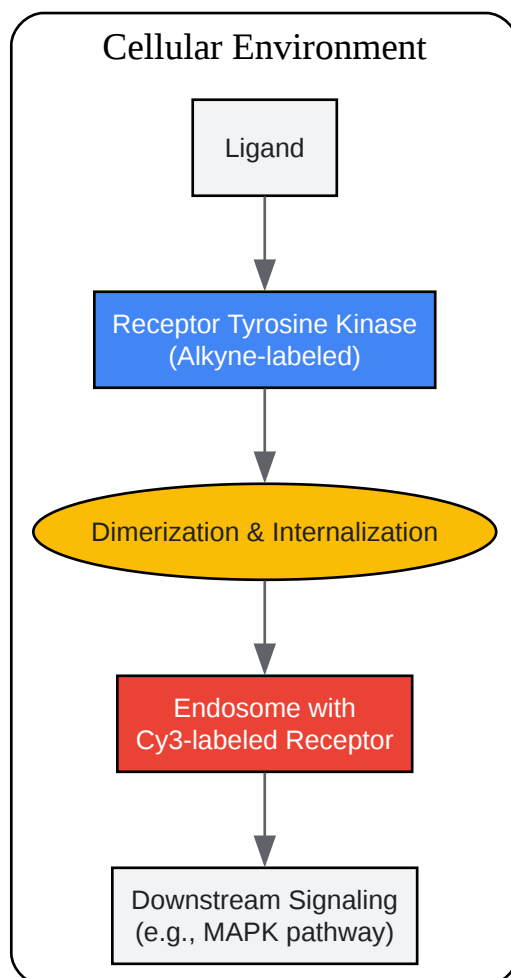 Cellular Environment
Ligand
Receptor Tyrosine Kinase
(Alkyne-labeled)
Dimerization & Internalization
Endosome with
Cy3-labeled Receptor
Downstream Signaling
(e.g., MAPK pathway)